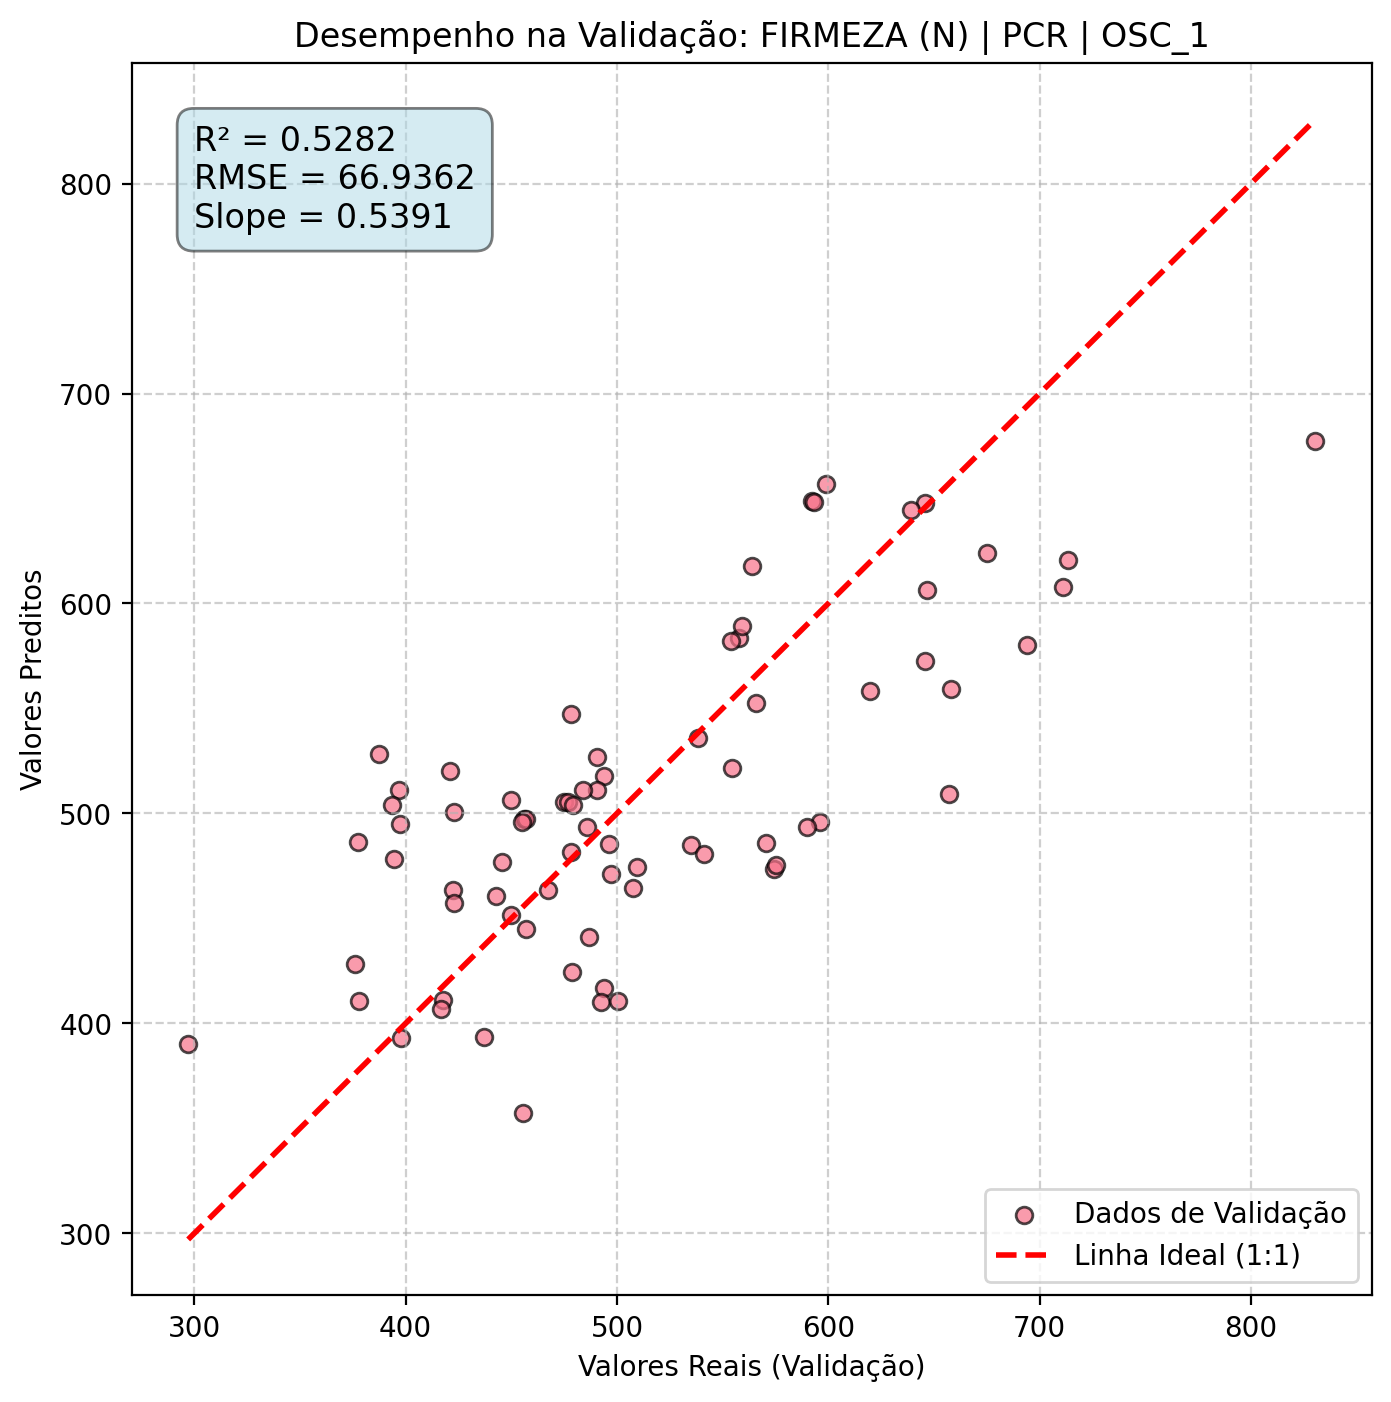 Desempenho na Validação: FIRMEZA (N) | PCR | OSC_1
R² = 0.5282
RMSE = 66.9362
Slope = 0.5391
800
700
600
500
400
300
Valores Preditos
Dados de Validação
Linha Ideal (1:1)
300 400 500 600 700 800
Valores Reais (Validação)